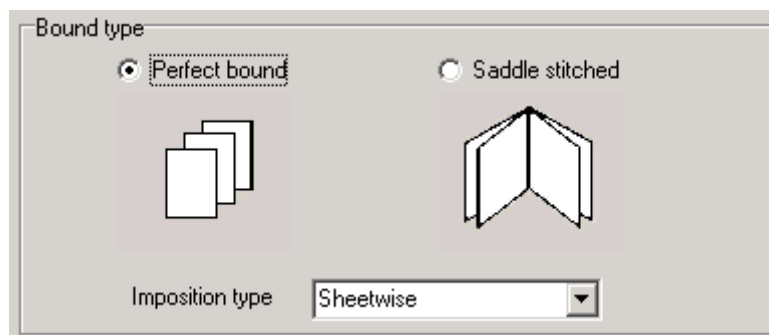 Bound type
Perfect bound
Saddle stitched
Imposition type
Sheetwise